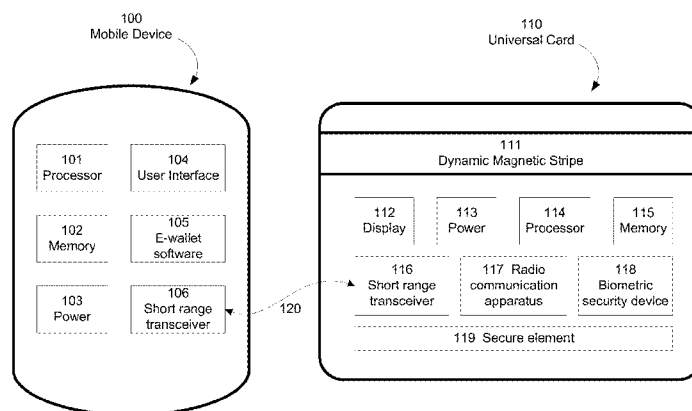 100
Mobile Device
110
Universal Card
101
Processor
104
User Interface
102
Memory
105
E-wallet
software
103
Power
106
Short range
transceiver
120
111
Dynamic Magnetic Stripe
112
Display
113
Power
114
Processor
115
Memory
116
Short range
transceiver
117 Radio
communication
apparatus
118
Biometric
security device
119 Secure element